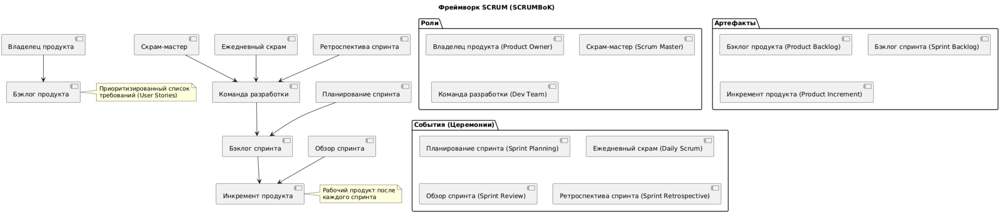 Фреймворк SCRUM (SCRUMBoK)
Владелец продукта
Скрам-мастер
Ежедневный скрам
Ретроспектива спринта
Бэклог продукта
Приоритизированный список
требований (User Stories)
Команда разработки
Планирование спринта
Бэклог спринта
Обзор спринта
Инкремент продукта
Рабочий продукт после
каждого спринта
Роли
Владелец продукта (Product Owner)
Скрам-мастер (Scrum Master)
Команда разработки (Dev Team)
Артефакты
Бэклог продукта (Product Backlog)
Бэклог спринта (Sprint Backlog)
Инкремент продукта (Product Increment)
События (Церемонии)
Планирование спринта (Sprint Planning)
Ежедневный скрам (Daily Scrum)
Обзор спринта (Sprint Review)
Ретроспектива спринта (Sprint Retrospective)